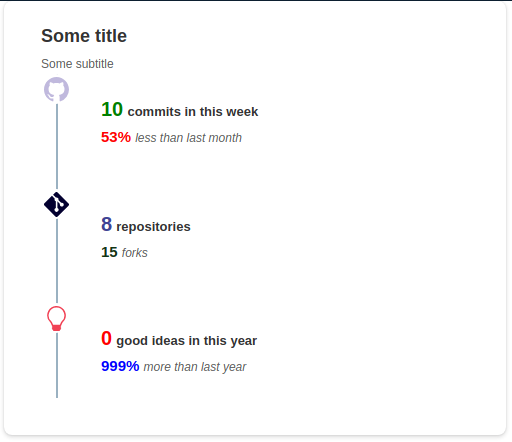 Some title
Some subtitle
10 commits in this week
53% less than last month
8 repositories
15 forks
0 good ideas in this year
999% more than last year